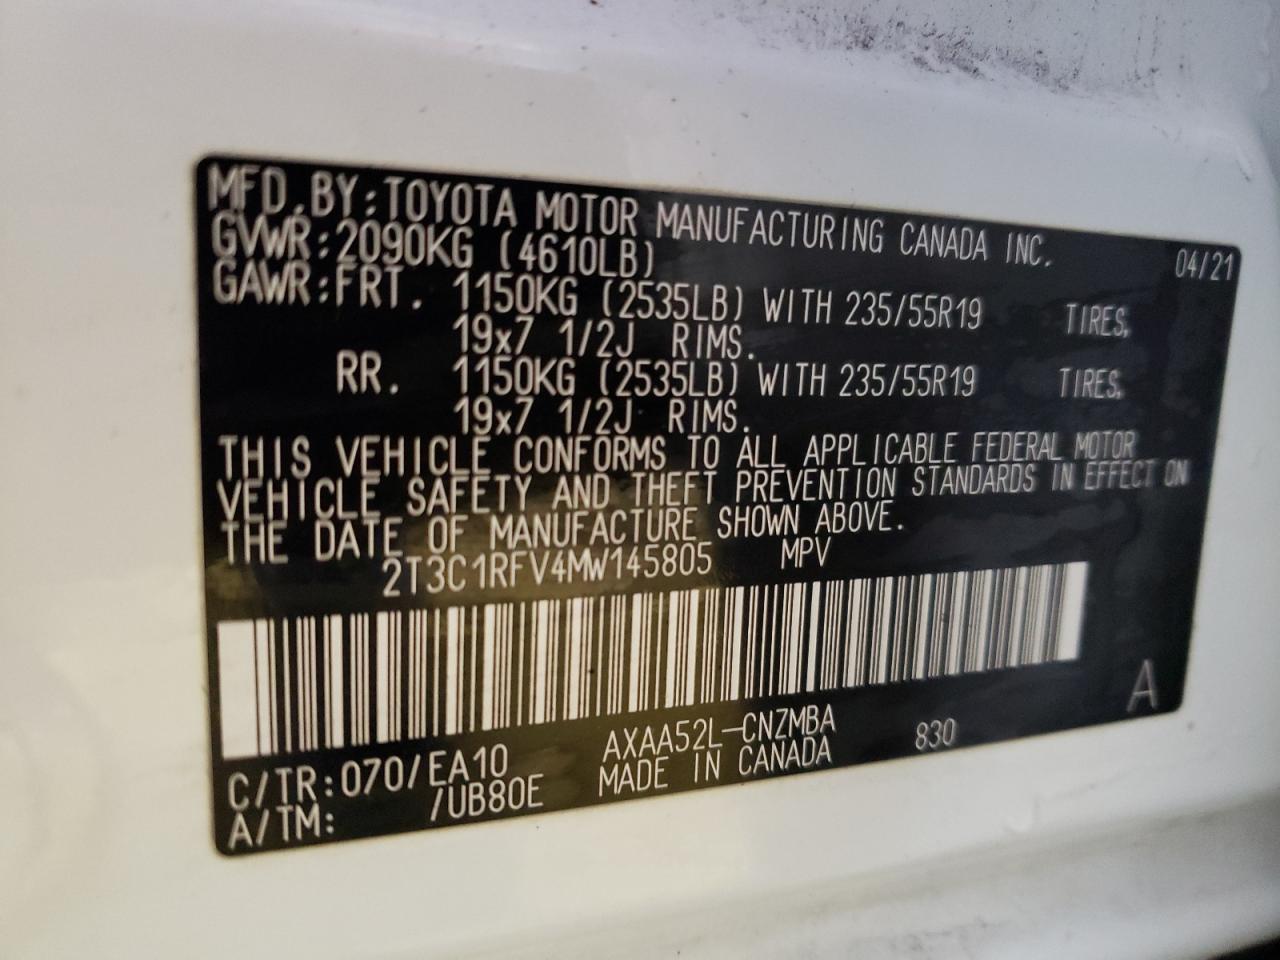 MFD.BY:TOYOTA MOTOR MANUFACTURING CANADA INC. 04/21
GVWR:2090KG (4610LB)
GAWR:FRT. 1150KG (2535LB) WITH 235/55R19 TIRES,
19x7 1/2J RIMS.
RR. 1150KG (2535LB) WITH 235/55R19 TIRES,
19x7 1/2J RIMS.
THIS VEHICLE CONFORMS TO ALL APPLICABLE FEDERAL MOTOR
VEHICLE SAFETY AND THEFT PREVENTION STANDARDS IN EFFECT ON
THE DATE OF MANUFACTURE SHOWN ABOVE.
2T3C1RFV4MW145805 MPV
A
C/TR:070/EA10 AXAA52L-CNZMBA 830
A/TM: /UB80E MADE IN CANADA